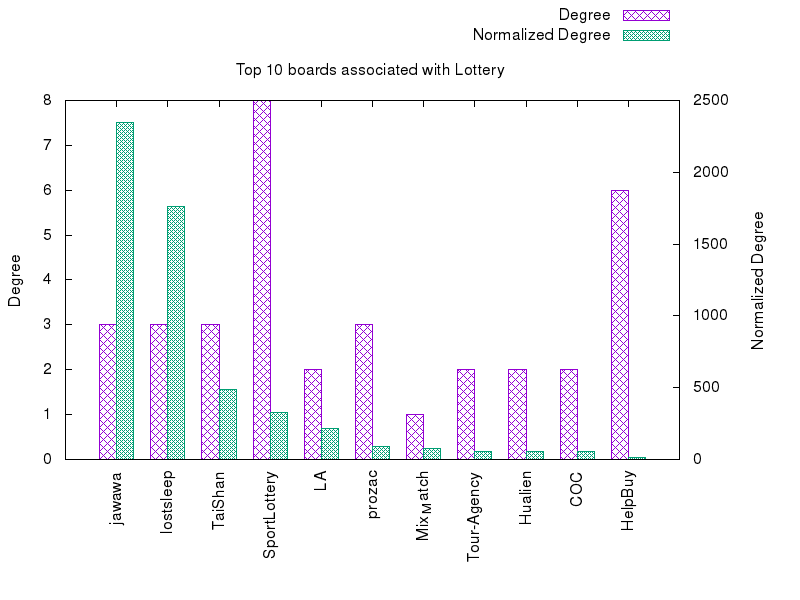 Degree
Normalized Degree
Top 10 boards associated with Lottery
8
7
6
5
4
3
2
1
0
2500
2000
1500
1000
500
0
Degree
Normalized Degree
jawawa
lostsleep
TaiShan
SportLottery
LA
prozac
MixMatch
Tour-Agency
Hualien
COC
HelpBuy